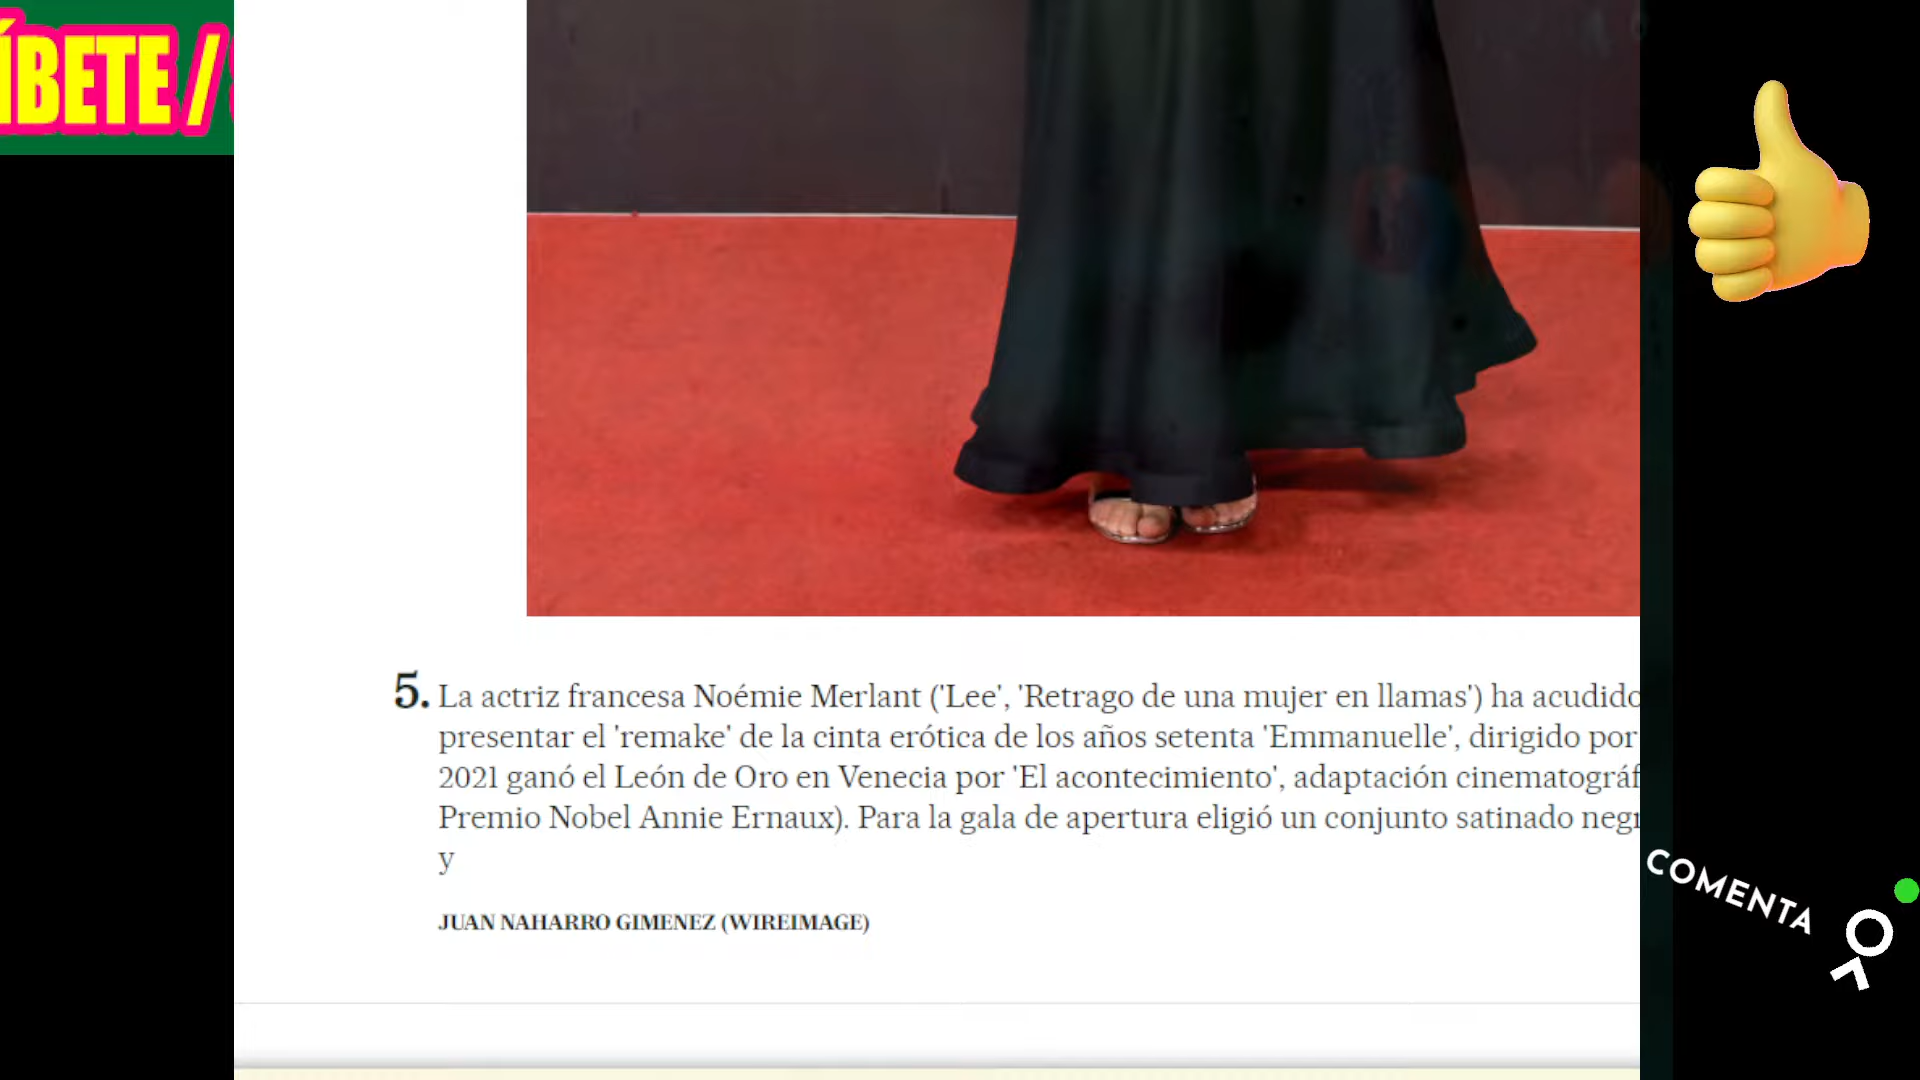 ÍBETE /
5. La actriz francesa Noémie Merlant ('Lee', 'Retrago de una mujer en llamas') ha acudido
presentar el 'remake' de la cinta erótica de los años setenta 'Emmanuelle', dirigido por
2021 ganó el León de Oro en Venecia por 'El acontecimiento', adaptación cinematográf
Premio Nobel Annie Ernaux). Para la gala de apertura eligió un conjunto satinado negr
y
JUAN NAHARRO GIMENEZ (WIREIMAGE)
COMENTA